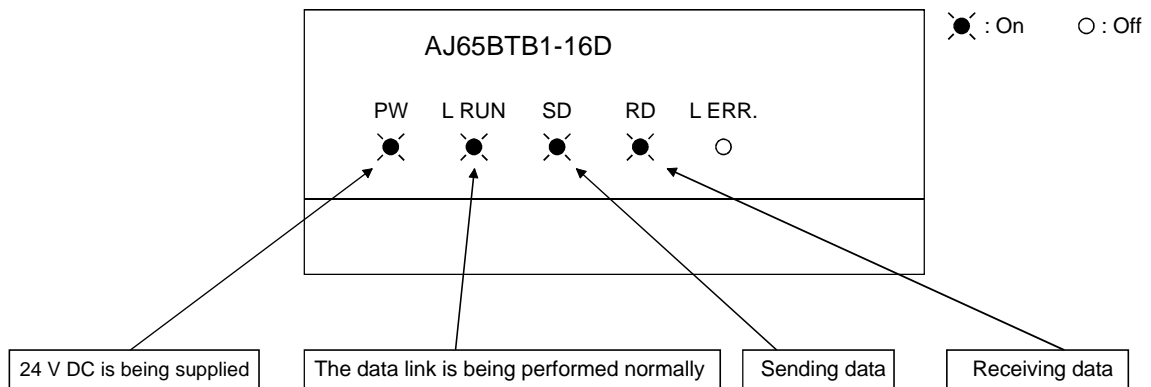 : On
: Off
AJ65BTB1-16D
PW
L RUN
SD
RD
L ERR.
24 V DC is being supplied
The data link is being performed normally
Sending data
Receiving data